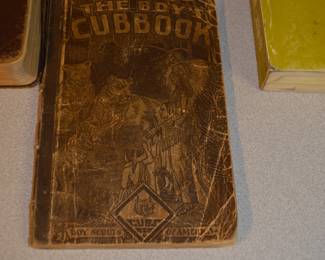 THE BOY'S
CUBBOOK
CUBS
BOY SCOUTS OF AMERICA